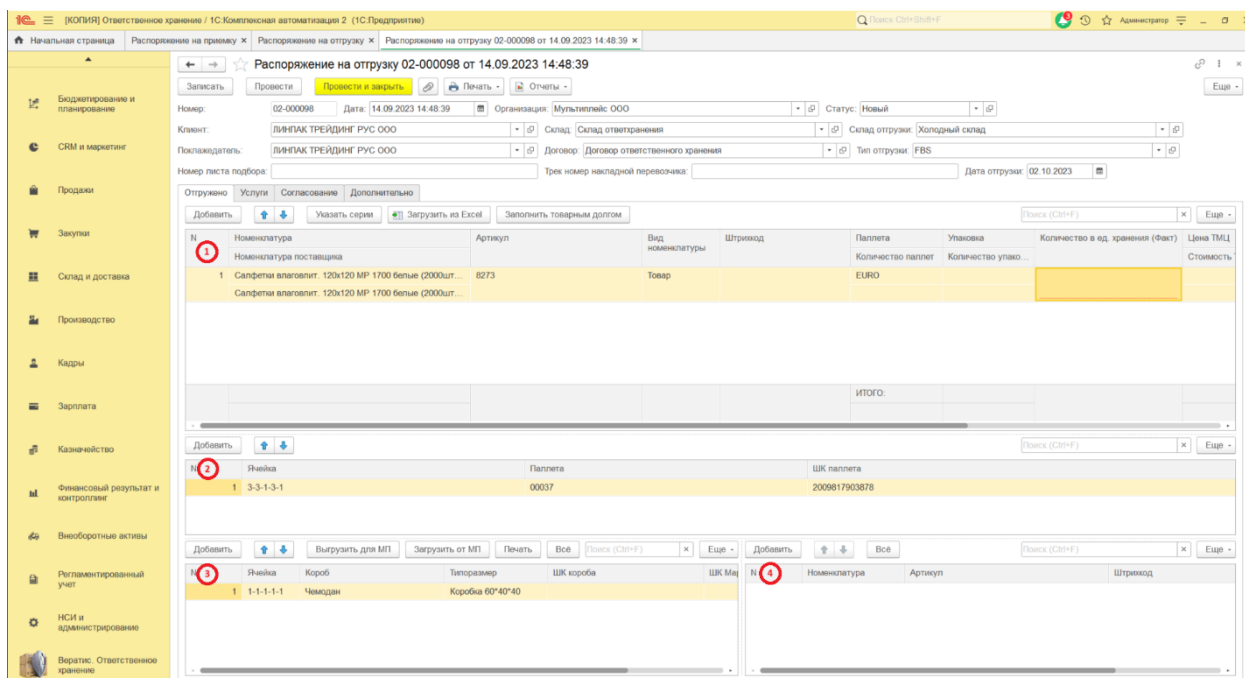 [КОПИЯ] Ответственное хранение / 1С:Комплексная автоматизация 2 (1С:Предприятие)
Поиск Ctrl+Shift+F
Администратор
Начальная страница
Распоряжение на приемку ×
Распоряжение на отгрузку ×
Распоряжение на отгрузку 02-000098 от 14.09.2023 14:48:39 ×
Распоряжение на отгрузку 02-000098 от 14.09.2023 14:48:39
Записать Провести Провести и закрыть Печать Отчеты Еще
Номер: 02-000098 Дата: 14.09.2023 14:48:39 Организация: Мультиплейс ООО Статус: Новый
Клиент: ЛИНПАК ТРЕЙДИНГ РУС ООО Склад: Склад ответхранения Склад отгрузки: Холодный склад
Поклажедатель: ЛИНПАК ТРЕЙДИНГ РУС ООО Договор: Договор ответственного хранения Тип отгрузки: FBS
Номер листа подбора: Трек номер накладной перевозчика: Дата отгрузки: 02.10.2023
Отгружено Услуги Согласование Дополнительно
Добавить Указать серии Загрузить из Excel Заполнить товарным долгом Поиск (Ctrl+F) × Еще
N Номенклатура Артикул Вид номенклатуры Штрихкод Паллета Упаковка Количество в ед. хранения (Факт) Цена ТМЦ
1
Номенклатура поставщика Количество паллет Количество упако... Стоимость
1 Салфетки влаговпит. 120х120 МР 1700 белые (2000шт... 8273 Товар EURO
Салфетки влаговпит. 120х120 МР 1700 белые (2000шт...
ИТОГО:
Добавить Поиск (Ctrl+F) × Еще
N 2 Ячейка Паллета ШК паллета
1 3-3-1-3-1 00037 2009817903878
Добавить Выгрузить для МП Загрузить от МП Печать Всё Поиск (Ctrl+F) × Еще
N 3 Ячейка Короб Типоразмер ШК короба ШК Мар
1 1-1-1-1-1 Чемодан Коробка 60*40*40
Добавить Всё Поиск (Ctrl+F) × Еще
N 4 Номенклатура Артикул Штрихкод
Бюджетирование и
планирование
CRM и маркетинг
Продажи
Закупки
Склад и доставка
Производство
Кадры
Зарплата
Казначейство
Финансовый результат и
контроллинг
Внеоборотные активы
Регламентированный
учет
НСИ и
администрирование
Вератис. Ответственное
хранение